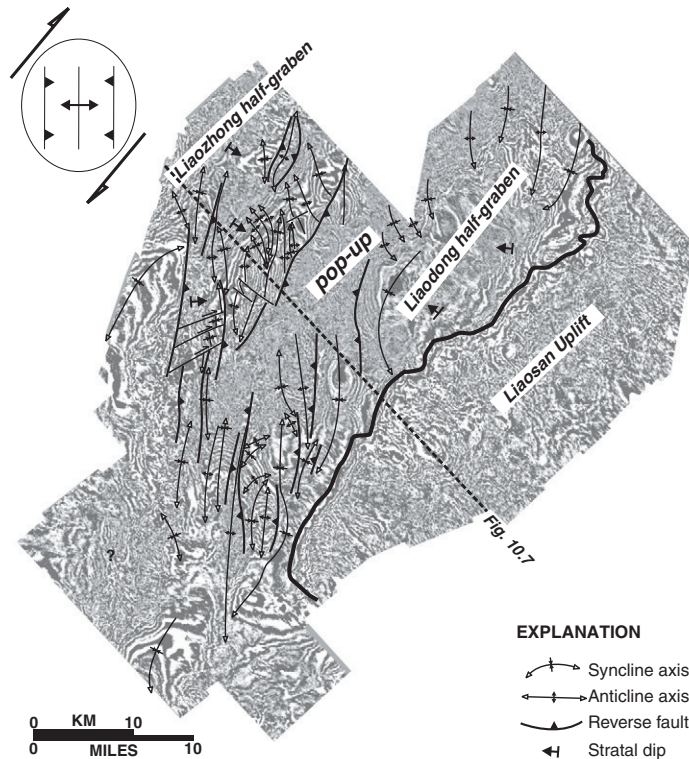 Liaozhong half-graben
pop-up
Liaodong half-graben
Liaosan Uplift
Fig. 10.7
?
EXPLANATION
Syncline axis
Anticline axis
Reverse fault
Stratal dip
0 KM 10
0 MILES 10